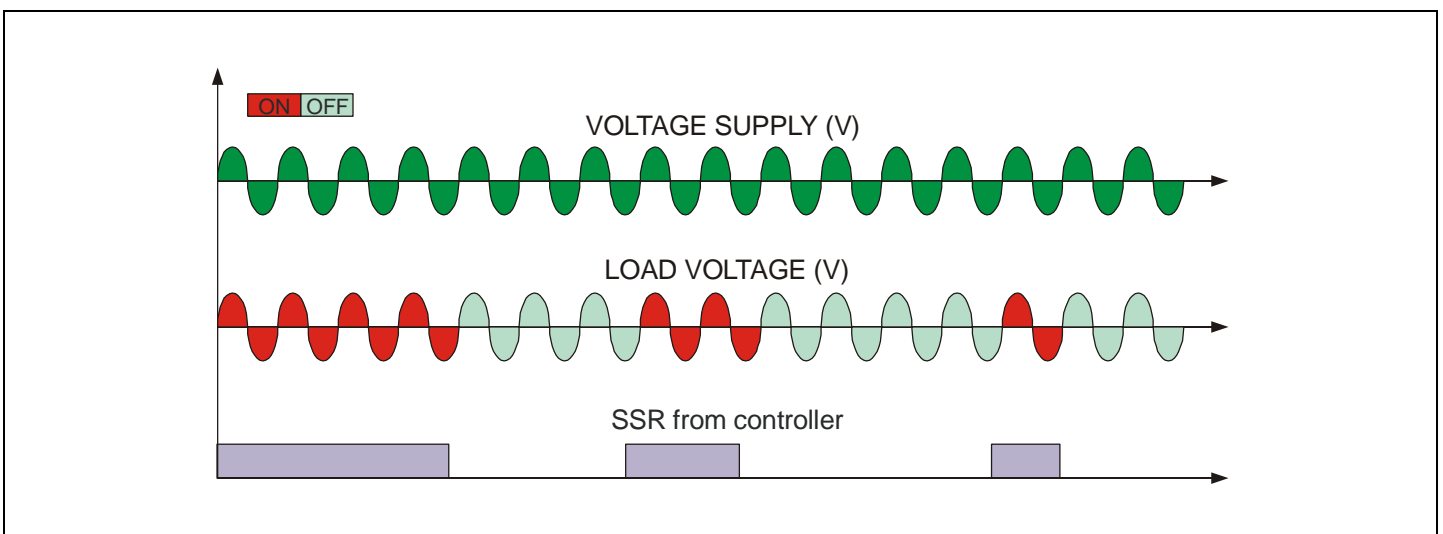 ON OFF
VOLTAGE SUPPLY (V)
LOAD VOLTAGE (V)
SSR from controller